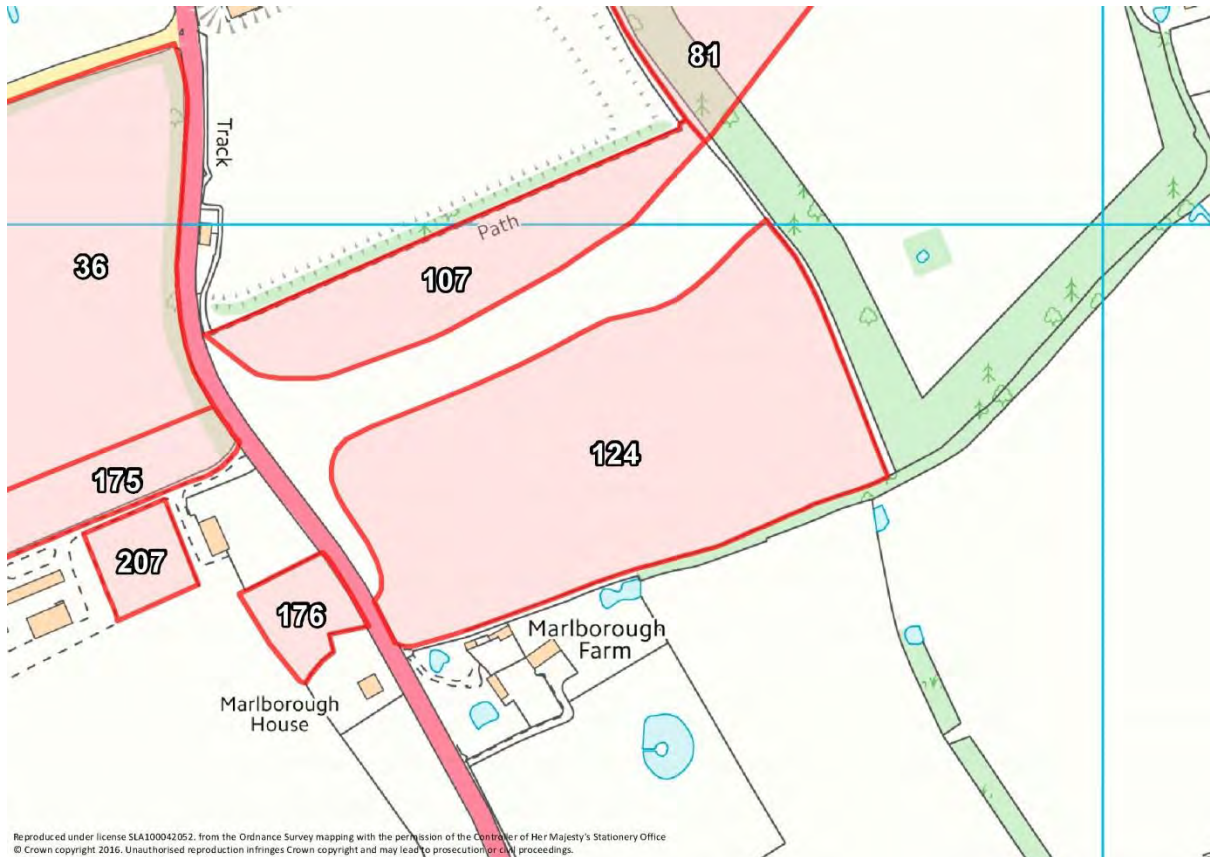 81
Track
Path
36
107
124
175
207
176
Marlborough
Farm
Marlborough
House
Reproduced under license SLA100042052. from the Ordnance Survey mapping with the permission of the Controller of Her Majesty's Stationery Office
© Crown copyright 2016. Unauthorised reproduction infringes Crown copyright and may lead to prosecution or civil proceedings.